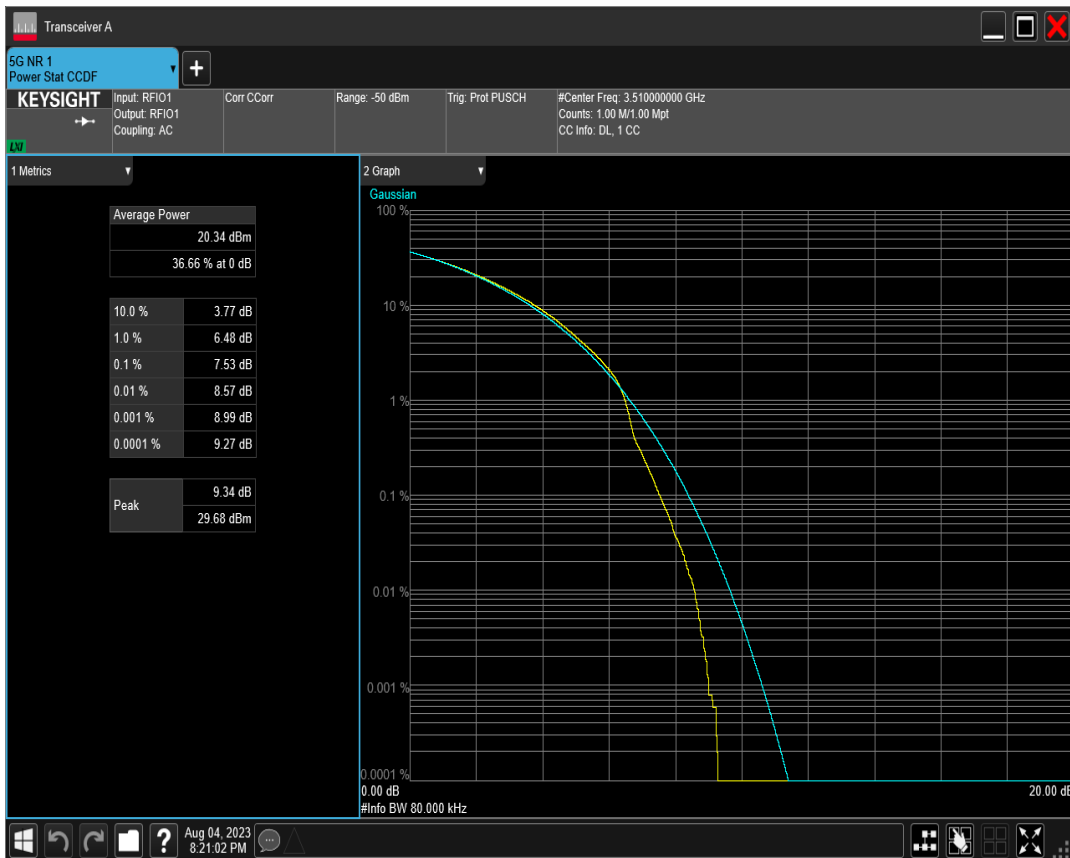 Transceiver A
5G NR 1
Power Stat CCDF
+
KEYSIGHT
LXI
Input: RFIO1
Output: RFIO1
Coupling: AC
Corr CCorr
Range: -50 dBm
Trig: Prot PUSCH
#Center Freq: 3.510000000 GHz
Counts: 1.00 M/1.00 Mpt
CC Info: DL, 1 CC
1 Metrics
Average Power
20.34 dBm
36.66 % at 0 dB
10.0 % 3.77 dB
1.0 % 6.48 dB
0.1 % 7.53 dB
0.01 % 8.57 dB
0.001 % 8.99 dB
0.0001 % 9.27 dB
Peak 9.34 dB
29.68 dBm
2 Graph
Gaussian
100 %
10 %
1 %
0.1 %
0.01 %
0.001 %
0.0001 %
0.00 dB 20.00 dB
#Info BW 80.000 kHz
? Aug 04, 2023
8:21:02 PM